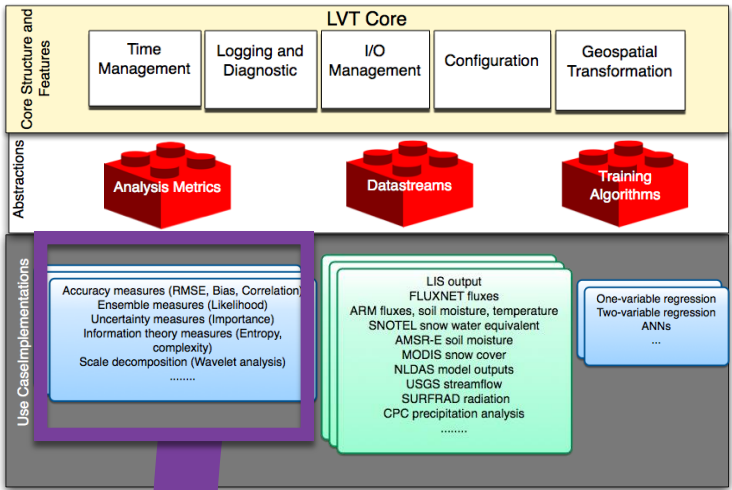 LVT Core
Core Structure and
Features
Time
Management
Logging and
Diagnostic
I/O
Management
Configuration
Geospatial
Transformation
Abstractions
Analysis Metrics
Datastreams
Training
Algorithms
Use CaseImplementations
Accuracy measures (RMSE, Bias, Correlation)
Ensemble measures (Likelihood)
Uncertainty measures (Importance)
Information theory measures (Entropy,
complexity)
Scale decomposition (Wavelet analysis)
........
LIS output
FLUXNET fluxes
ARM fluxes, soil moisture, temperature
SNOTEL snow water equivalent
AMSR-E soil moisture
MODIS snow cover
NLDAS model outputs
USGS streamflow
SURFRAD radiation
CPC precipitation analysis
........
One-variable regression
Two-variable regression
ANNs
...